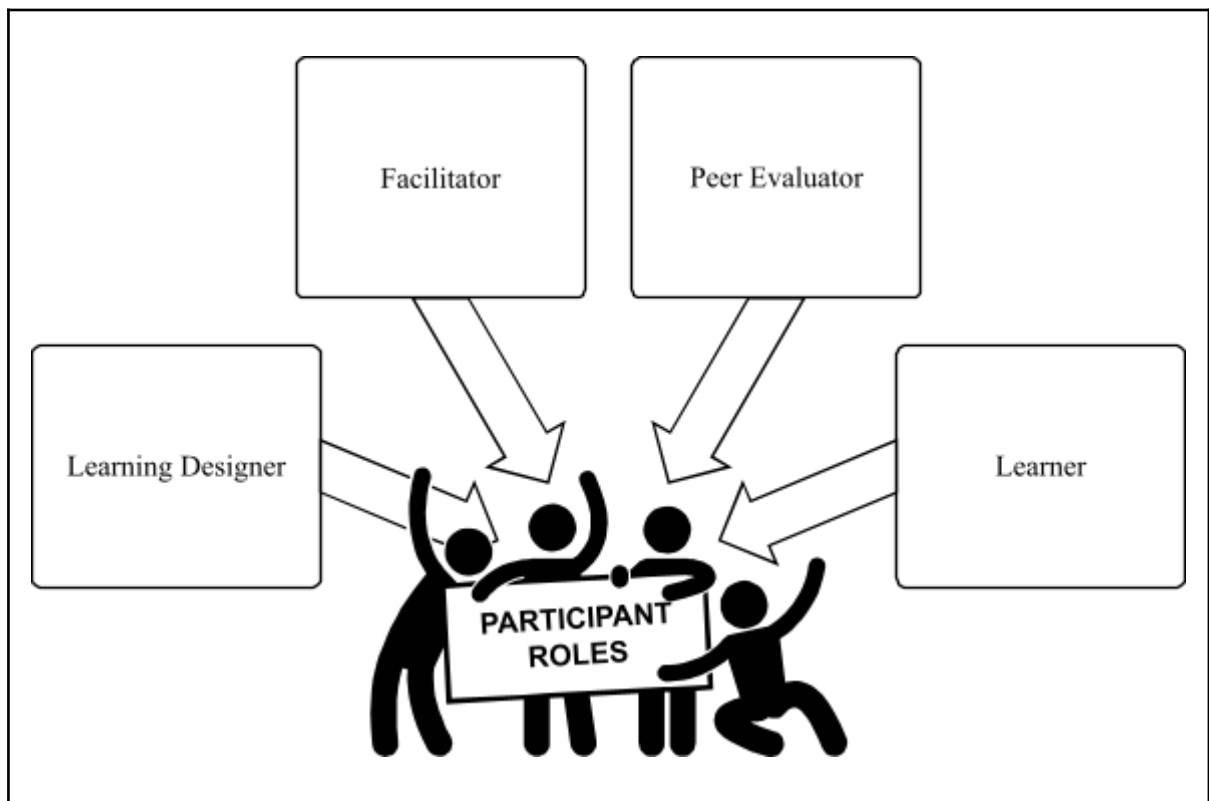 Facilitator
Peer Evaluator
Learning Designer
Learner
PARTICIPANT
ROLES